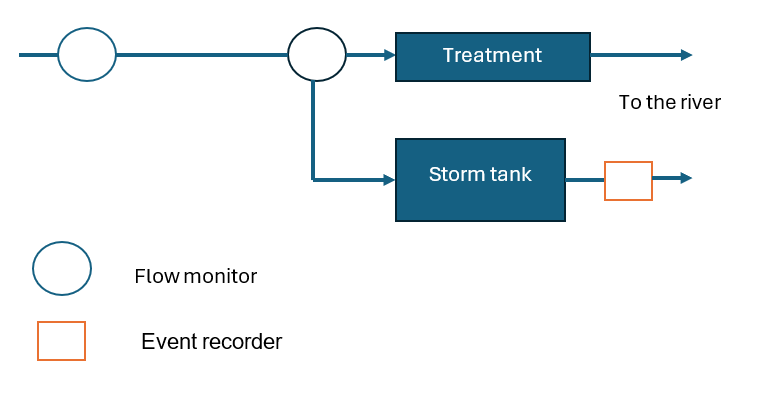 Treatment
To the river
Storm tank
Flow monitor
Event recorder